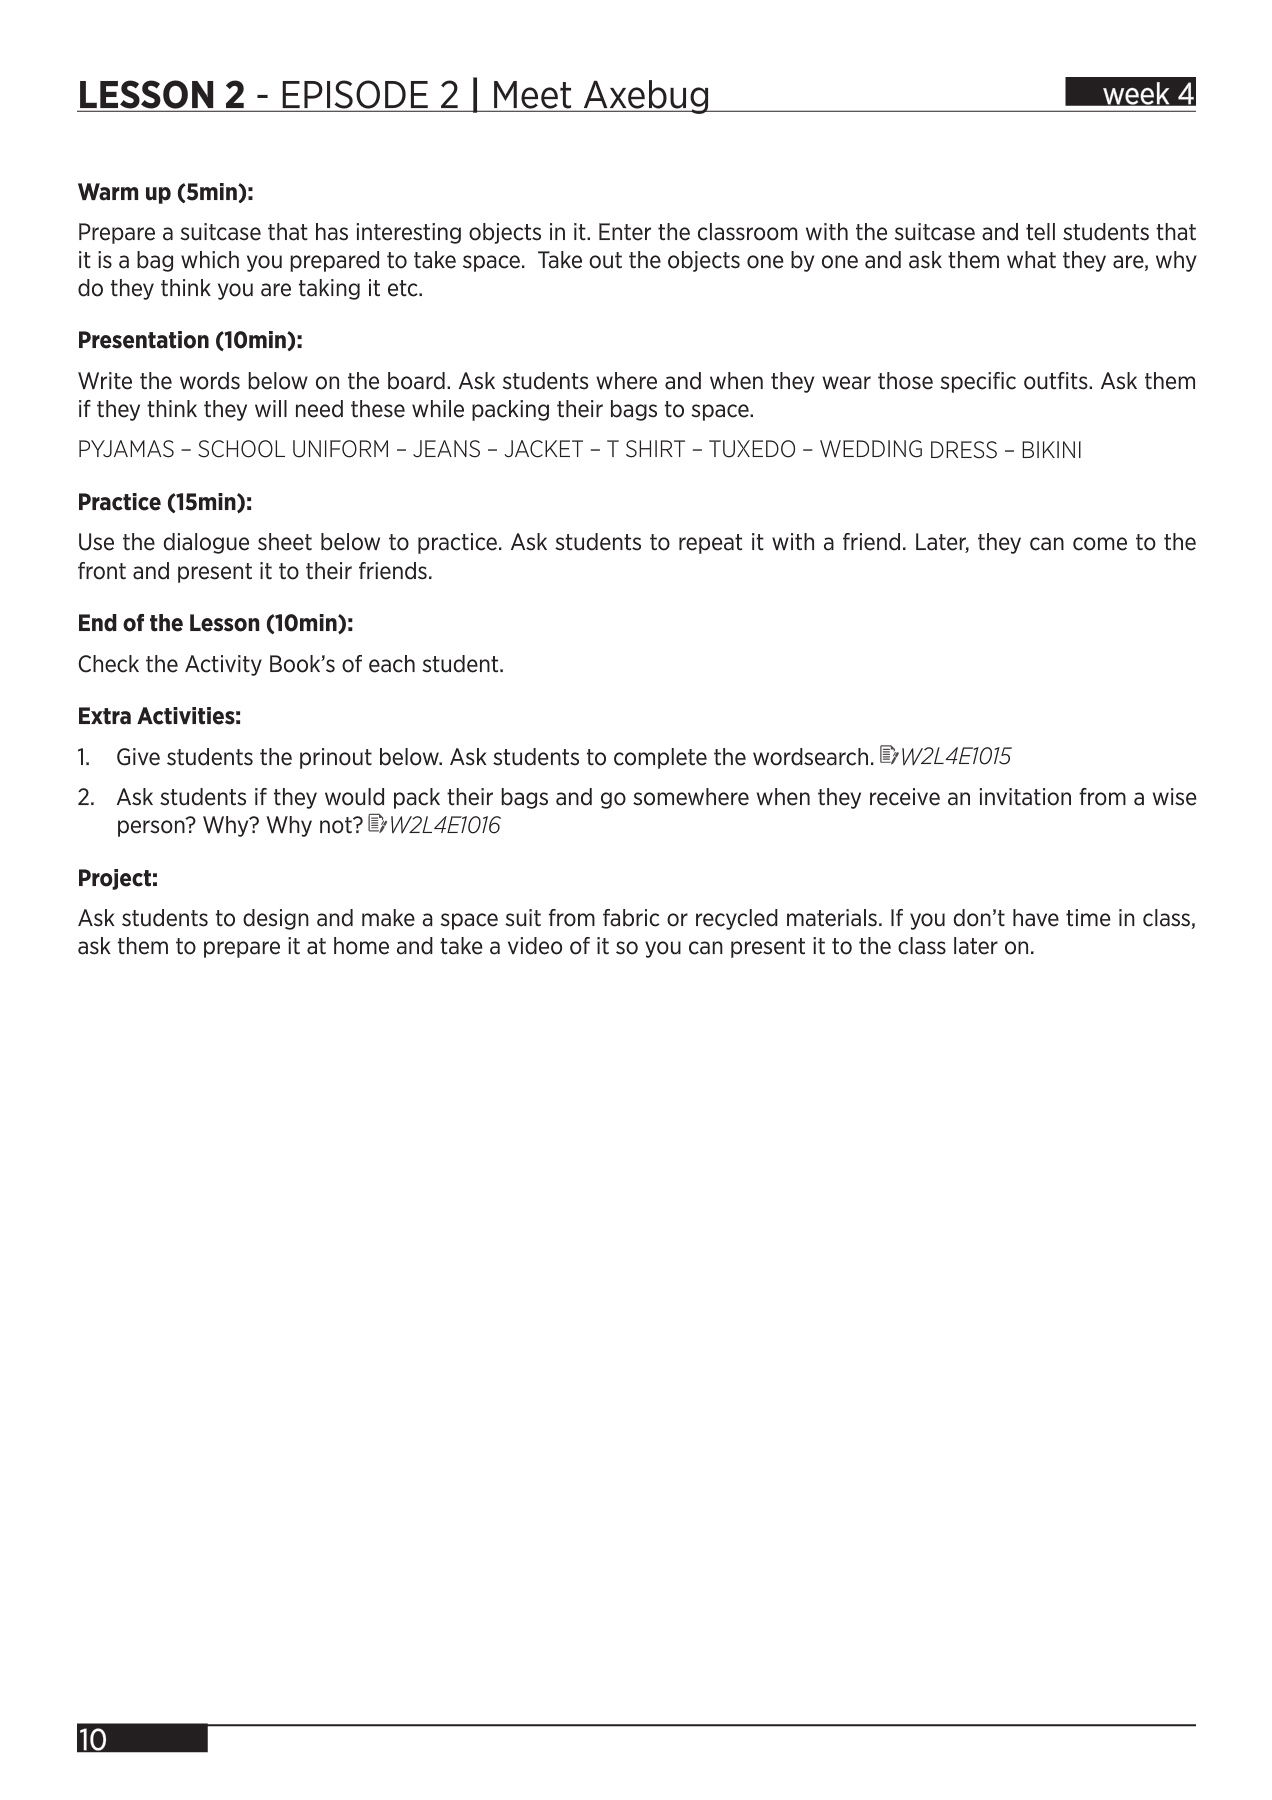 LESSON 2 - EPISODE 2 | Meet Axebug
week 4
Warm up (5min):
Prepare a suitcase that has interesting objects in it. Enter the classroom with the suitcase and tell students that
it is a bag which you prepared to take space.  Take out the objects one by one and ask them what they are, why
do they think you are taking it etc.
Presentation (10min):
Write the words below on the board. Ask students where and when they wear those specific outfits. Ask them
if they think they will need these while packing their bags to space.
PYJAMAS – SCHOOL UNIFORM – JEANS – JACKET – T SHIRT – TUXEDO – WEDDING DRESS – BIKINI
Practice (15min):
Use the dialogue sheet below to practice. Ask students to repeat it with a friend. Later, they can come to the
front and present it to their friends.
End of the Lesson (10min):
Check the Activity Book’s of each student.
Extra Activities:
1. Give students the prinout below. Ask students to complete the wordsearch. W2L4E1015
2. Ask students if they would pack their bags and go somewhere when they receive an invitation from a wise
person? Why? Why not? W2L4E1016
Project:
Ask students to design and make a space suit from fabric or recycled materials. If you don’t have time in class,
ask them to prepare it at home and take a video of it so you can present it to the class later on.
10